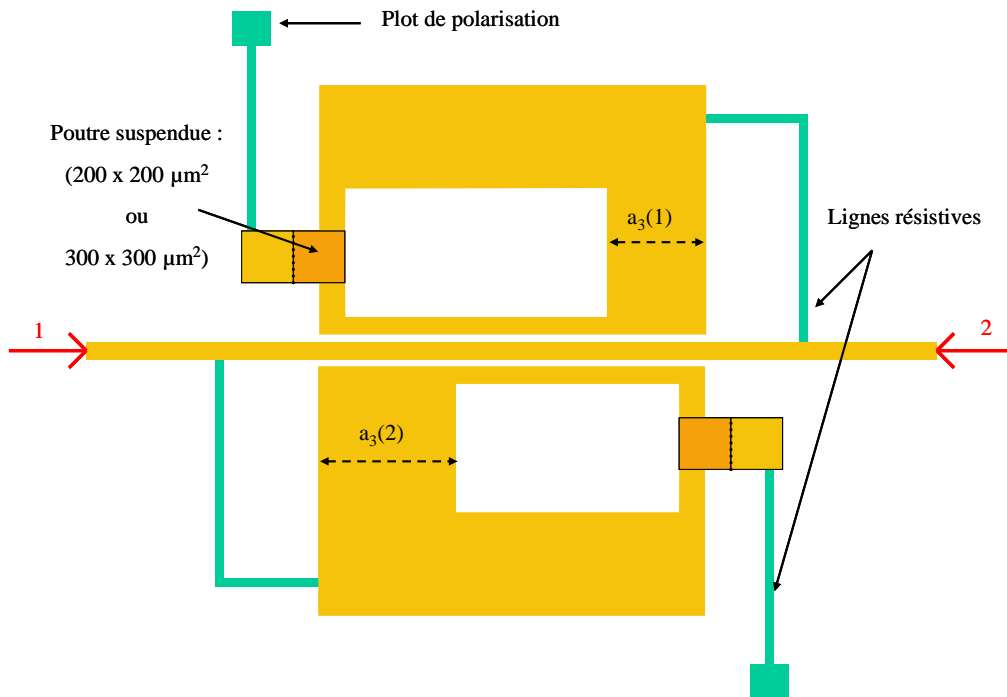 Plot de polarisation
Poutre suspendue :
(200 x 200 µm²
ou
300 x 300 µm²)
a₃(1)
Lignes résistives
1
2
a₃(2)